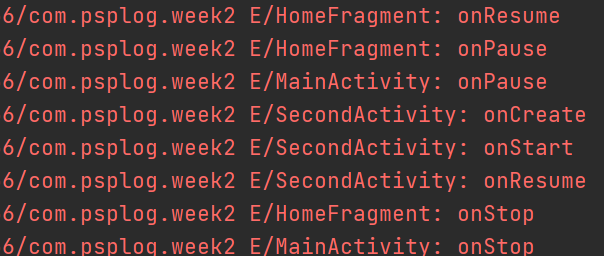 6/com.psplog.week2 E/HomeFragment: onResume
6/com.psplog.week2 E/HomeFragment: onPause
6/com.psplog.week2 E/MainActivity: onPause
6/com.psplog.week2 E/SecondActivity: onCreate
6/com.psplog.week2 E/SecondActivity: onStart
6/com.psplog.week2 E/SecondActivity: onResume
6/com.psplog.week2 E/HomeFragment: onStop
6/com.psplog.week2 E/MainActivity: onStop